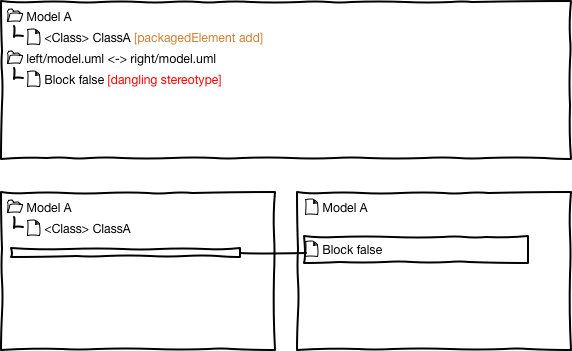 Model A
<Class> ClassA [packagedElement add]
left/model.uml <-> right/model.uml
Block false [dangling stereotype]
Model A
<Class> ClassA
Model A
Block false